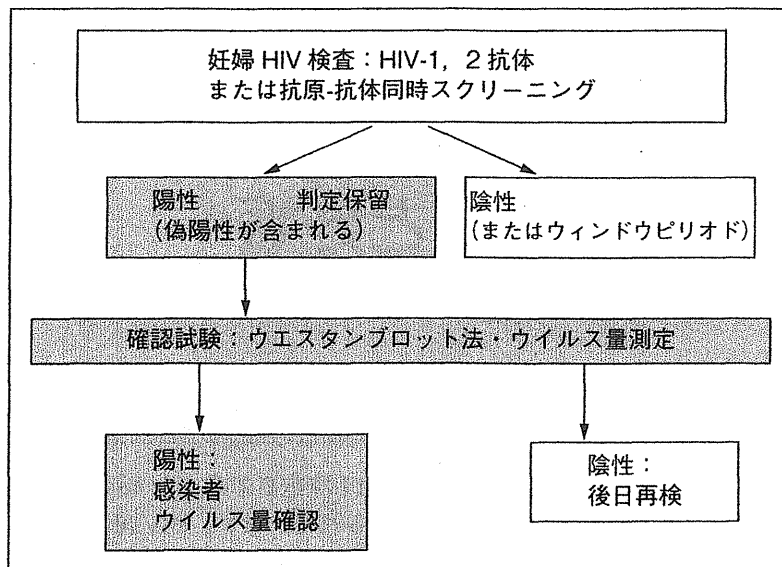 妊婦 HIV 検査：HIV-1，2 抗体
または抗原-抗体同時スクリーニング
陽性　　　判定保留
(偽陽性が含まれる)
陰性
(またはウィンドウピリオド)
確認試験：ウエスタンブロット法・ウイルス量測定
陽性：
感染者
ウイルス量確認
陰性：
後日再検